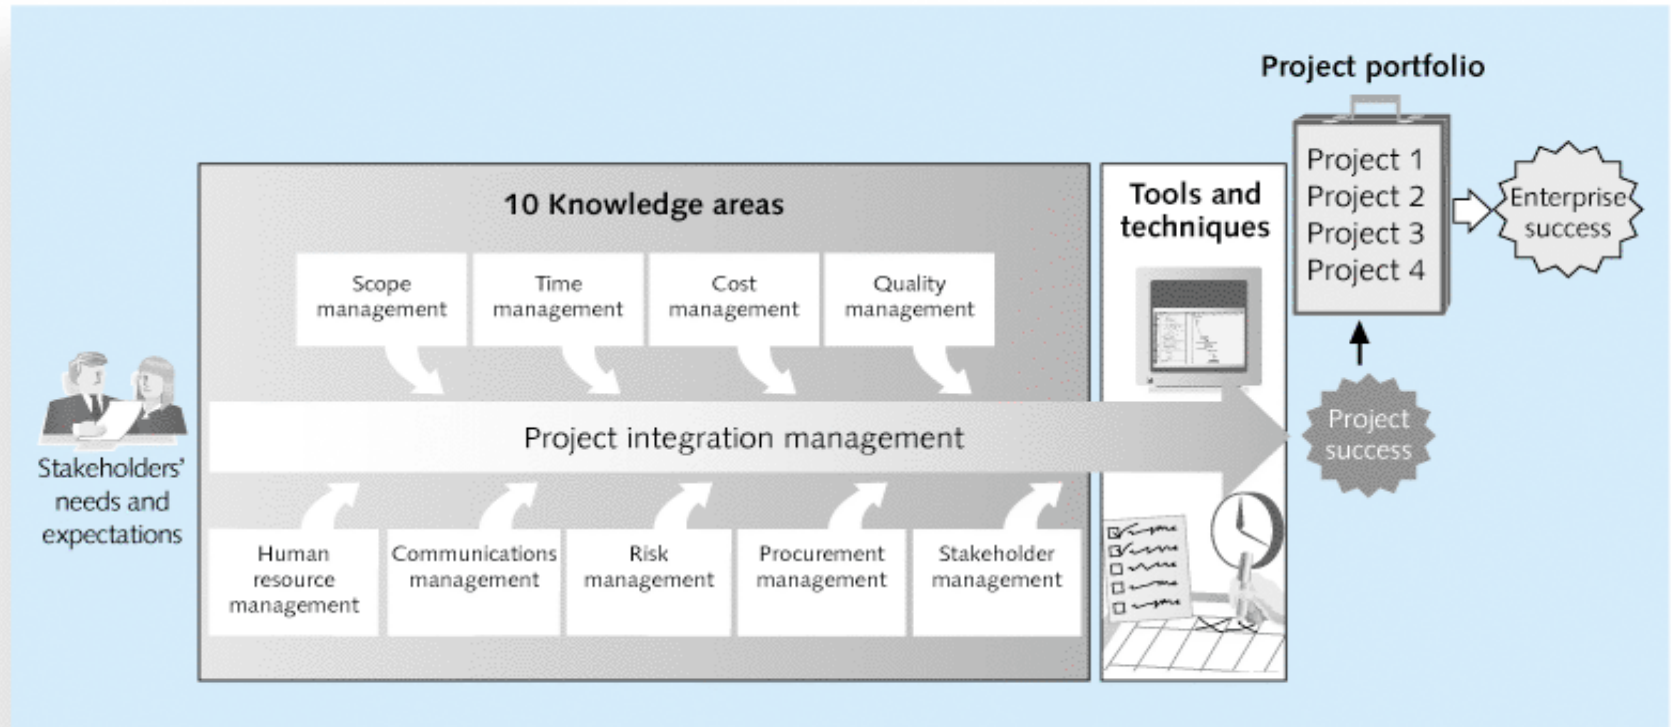 Project portfolio
Project 1
Project 2
Project 3
Project 4
Enterprise
success
10 Knowledge areas
Tools and
techniques
Scope
management
Time
management
Cost
management
Quality
management
Stakeholders'
needs and
expectations
Project integration management
Project
success
Human
resource
management
Communications
management
Risk
management
Procurement
management
Stakeholder
management